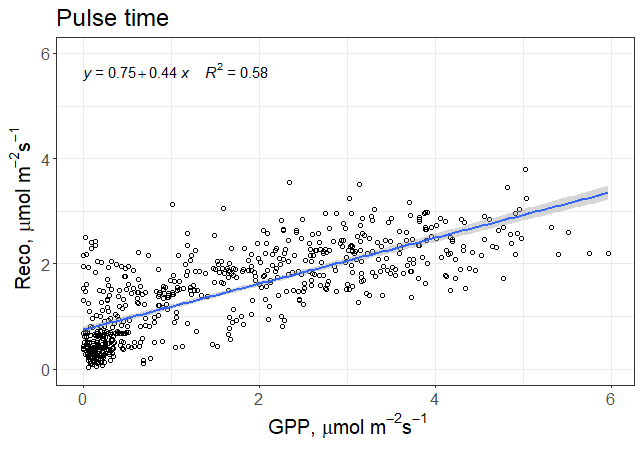 Pulse time
y = 0.75 + 0.44 x   R² = 0.58
Reco, μmol m⁻²s⁻¹
6
4
2
0
0 2 4 6
GPP, μmol m⁻²s⁻¹